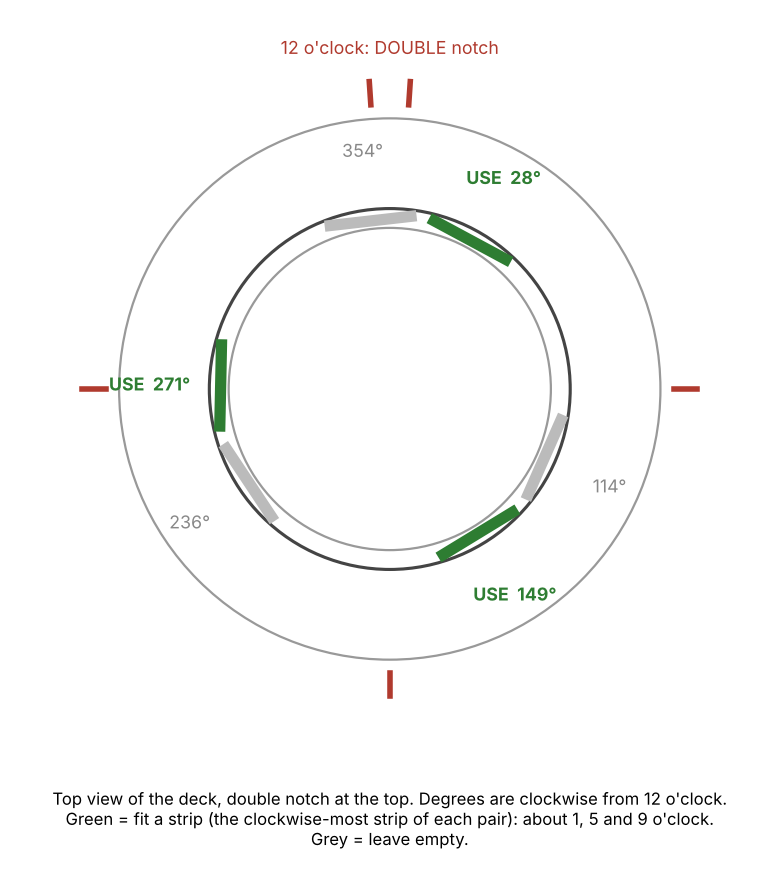 12 o'clock: DOUBLE notch
354°
USE 28°
USE 271°
114°
236°
USE 149°
Top view of the deck, double notch at the top. Degrees are clockwise from 12 o'clock.
Green = fit a strip (the clockwise-most strip of each pair): about 1, 5 and 9 o'clock.
Grey = leave empty.